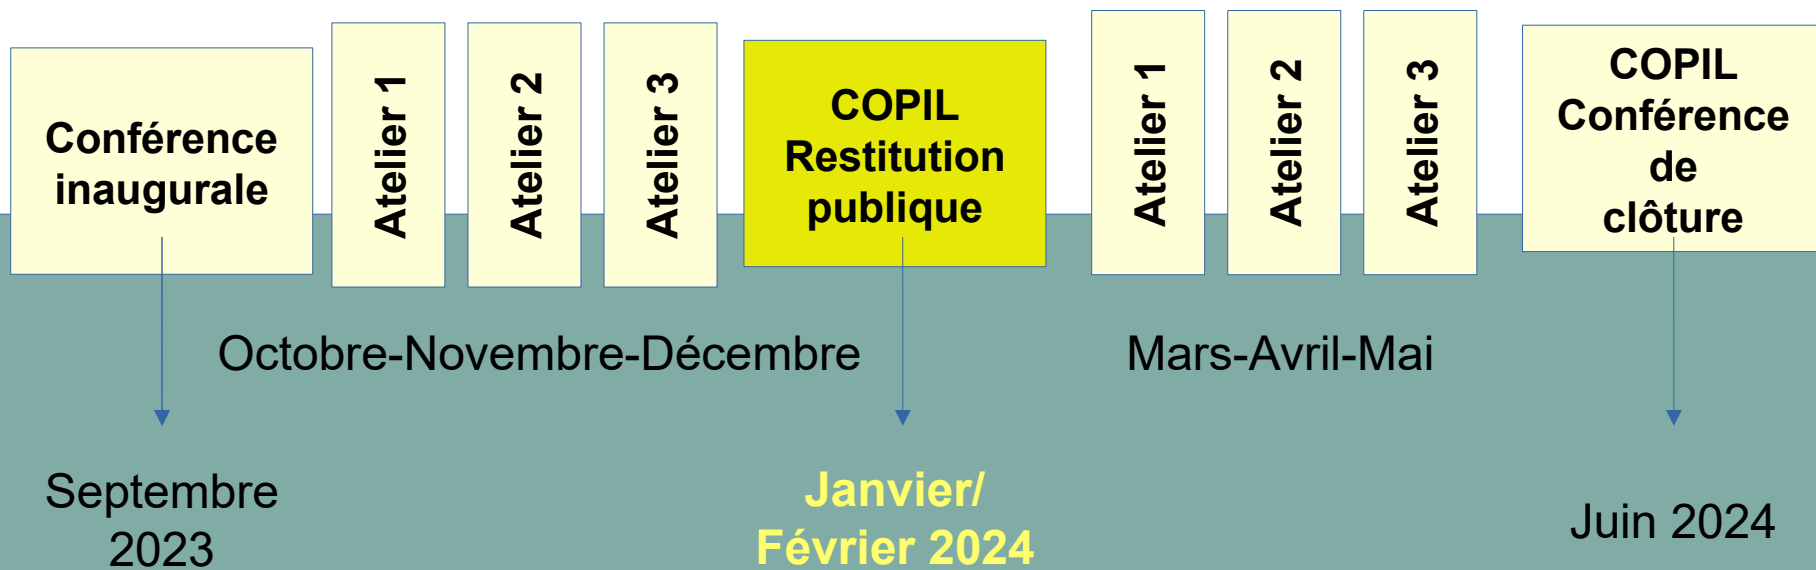 Conférence
inaugurale
Atelier 1
Atelier 2
Atelier 3
COPIL
Restitution
publique
Atelier 1
Atelier 2
Atelier 3
COPIL
Conférence
de
clôture
Octobre-Novembre-Décembre
Mars-Avril-Mai
Septembre
2023
Janvier/
Février 2024
Juin 2024